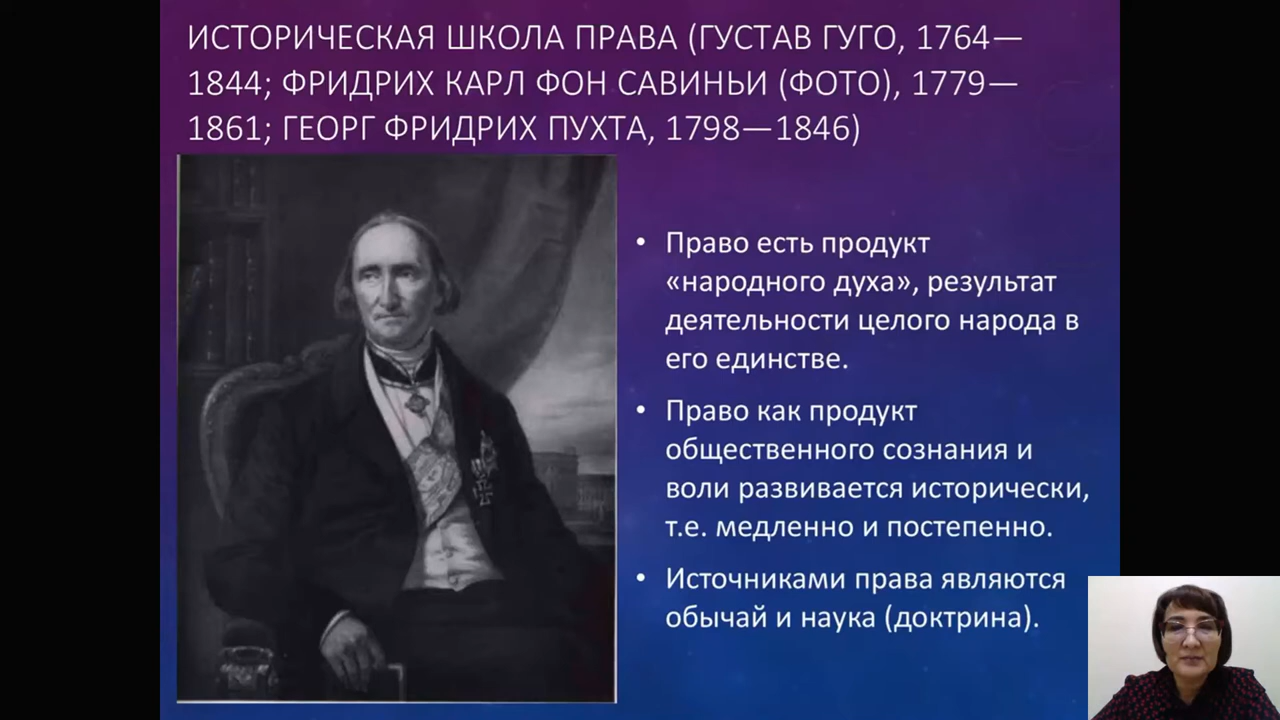 ИСТОРИЧЕСКАЯ ШКОЛА ПРАВА (ГУСТАВ ГУГО, 1764—
1844; ФРИДРИХ КАРЛ ФОН САВИНЬИ (ФОТО), 1779—
1861; ГЕОРГ ФРИДРИХ ПУХТА, 1798—1846)
• Право есть продукт
«народного духа», результат
деятельности целого народа в
его единстве.
• Право как продукт
общественного сознания и
воли развивается исторически,
т.е. медленно и постепенно.
• Источниками права являются
обычай и наука (доктрина).